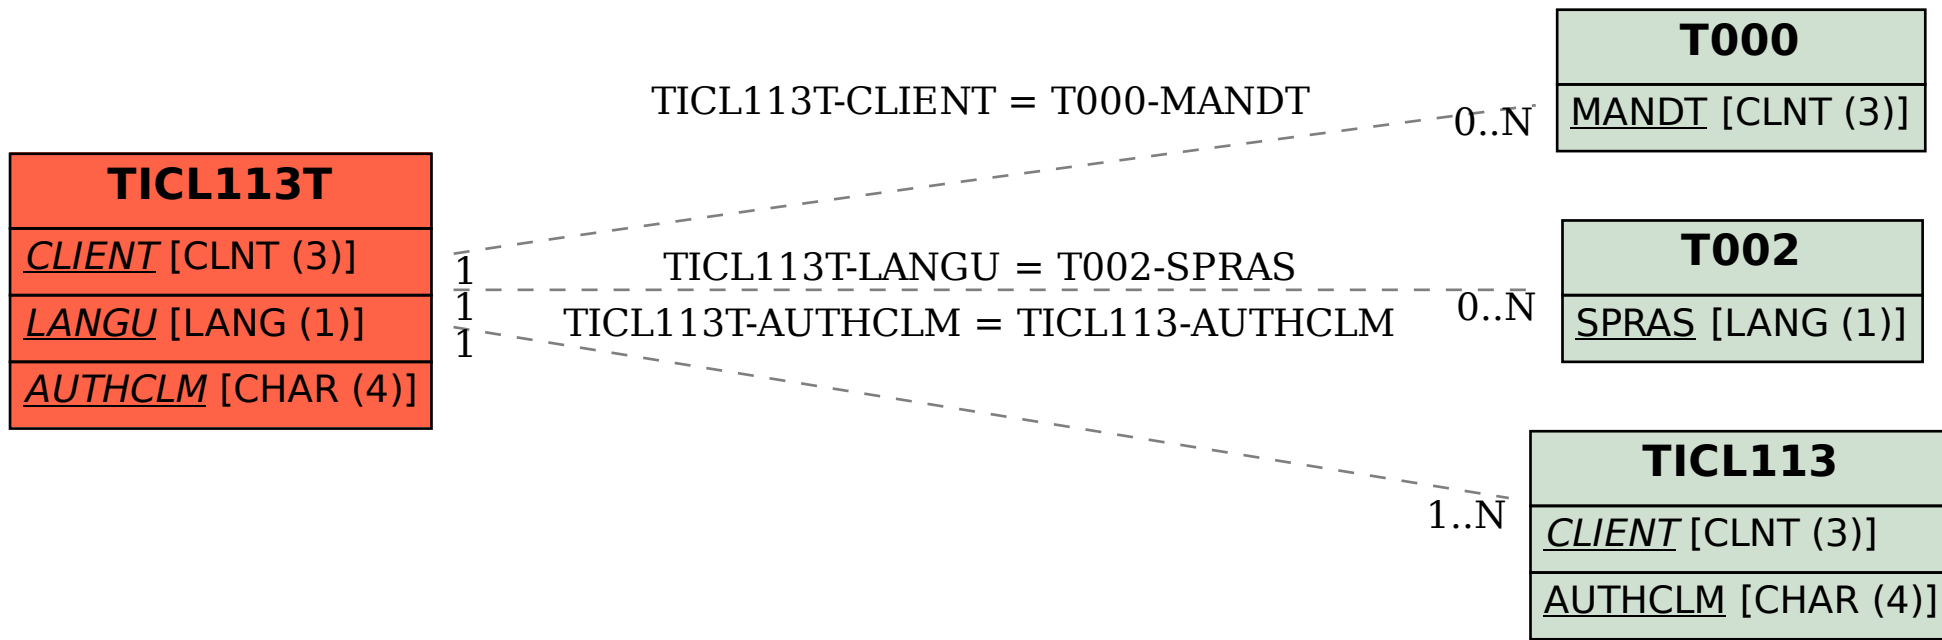 TICL113T
CLIENT [CLNT (3)]
LANGU [LANG (1)]
AUTHCLM [CHAR (4)]
TICL113T-CLIENT = T000-MANDT
1
0..N
TICL113T-LANGU = T002-SPRAS
1
0..N
TICL113T-AUTHCLM = TICL113-AUTHCLM
1
1..N
T000
MANDT [CLNT (3)]
T002
SPRAS [LANG (1)]
TICL113
CLIENT [CLNT (3)]
AUTHCLM [CHAR (4)]